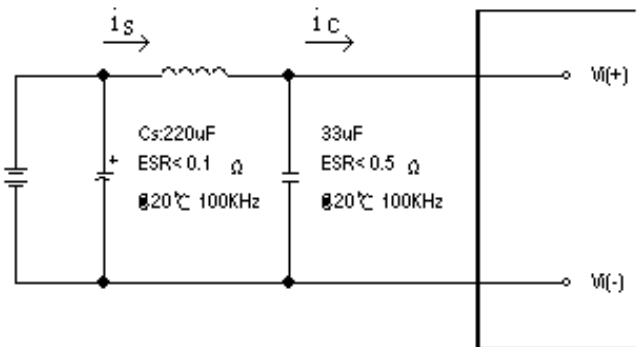 is
ic
Vi(+)
Cs:220uF
ESR< 0.1 Ω
@20℃ 100KHz
33uF
ESR< 0.5 Ω
@20℃ 100KHz
+
Vi(-)